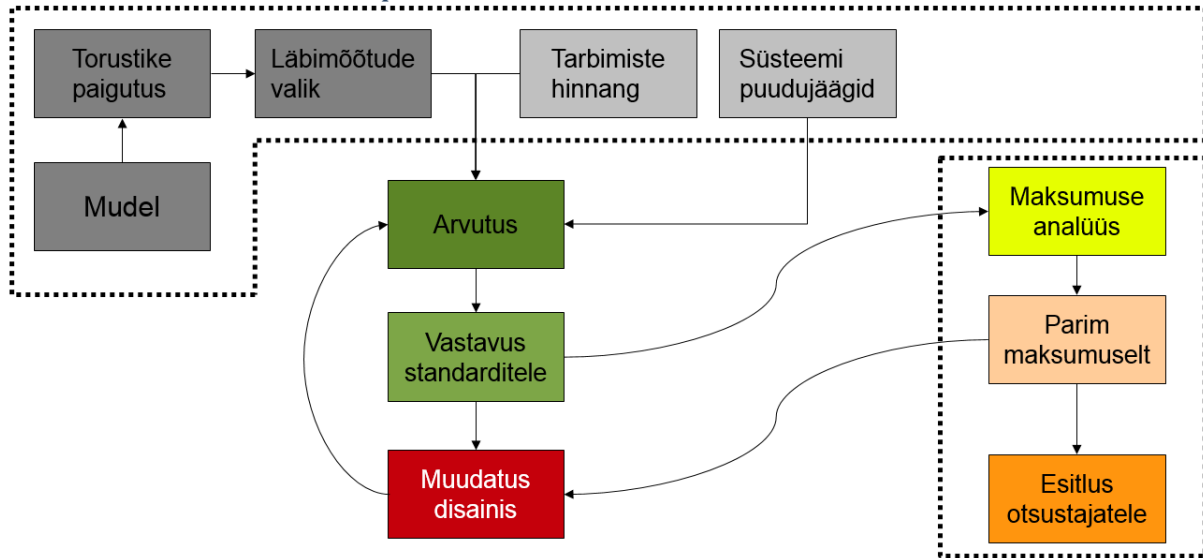 Torustike
paigutus
Läbimõõtude
valik
Tarbimiste
hinnang
Süsteemi
puudujäägid
Mudel
Arvutus
Maksumuse
analüüs
Vastavus
standarditele
Parim
maksumuselt
Muudatus
disainis
Esitlus
otsustajatele